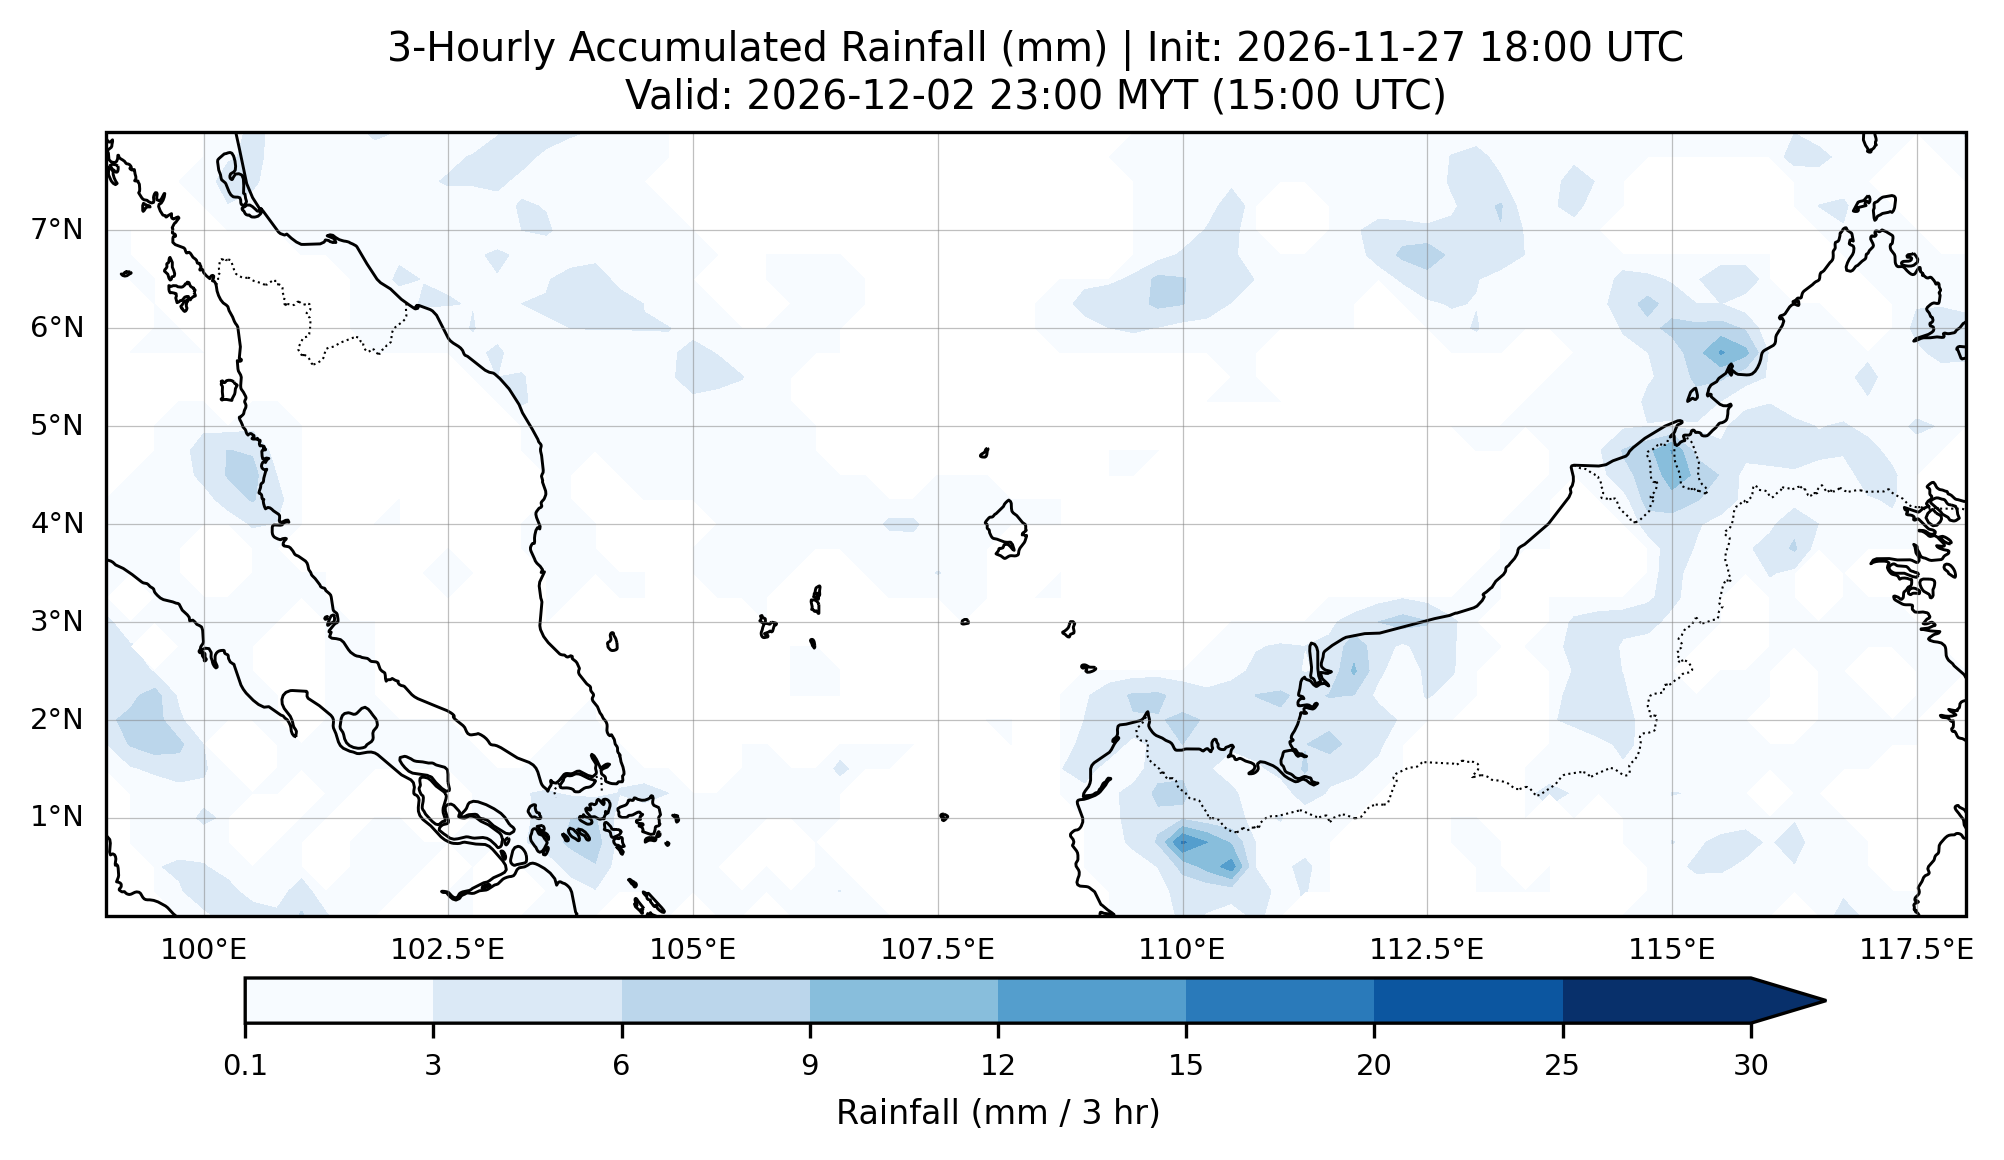 3-Hourly Accumulated Rainfall (mm) | Init: 2026-11-27 18:00 UTC
Valid: 2026-12-02 23:00 MYT (15:00 UTC)
7°N
6°N
5°N
4°N
3°N
2°N
1°N
100°E 102.5°E 105°E 107.5°E 110°E 112.5°E 115°E 117.5°E
0.1 3 6 9 12 15 20 25 30
Rainfall (mm / 3 hr)